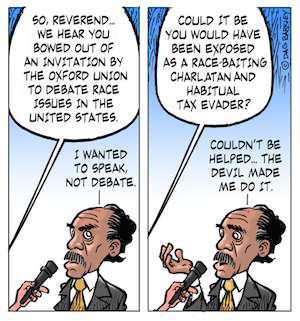 SO, REVEREND...
WE HEAR YOU
BOWED OUT OF
AN INVITATION BY
THE OXFORD UNION
TO DEBATE RACE
ISSUES IN THE
UNITED STATES.
I WANTED
TO SPEAK,
NOT DEBATE.
COULD IT BE
YOU WOULD HAVE
BEEN EXPOSED
AS A RACE-BAITING
CHARLATAN AND
HABITUAL
TAX EVADER?
COULDN'T BE
HELPED... THE
DEVIL MADE
ME DO IT.